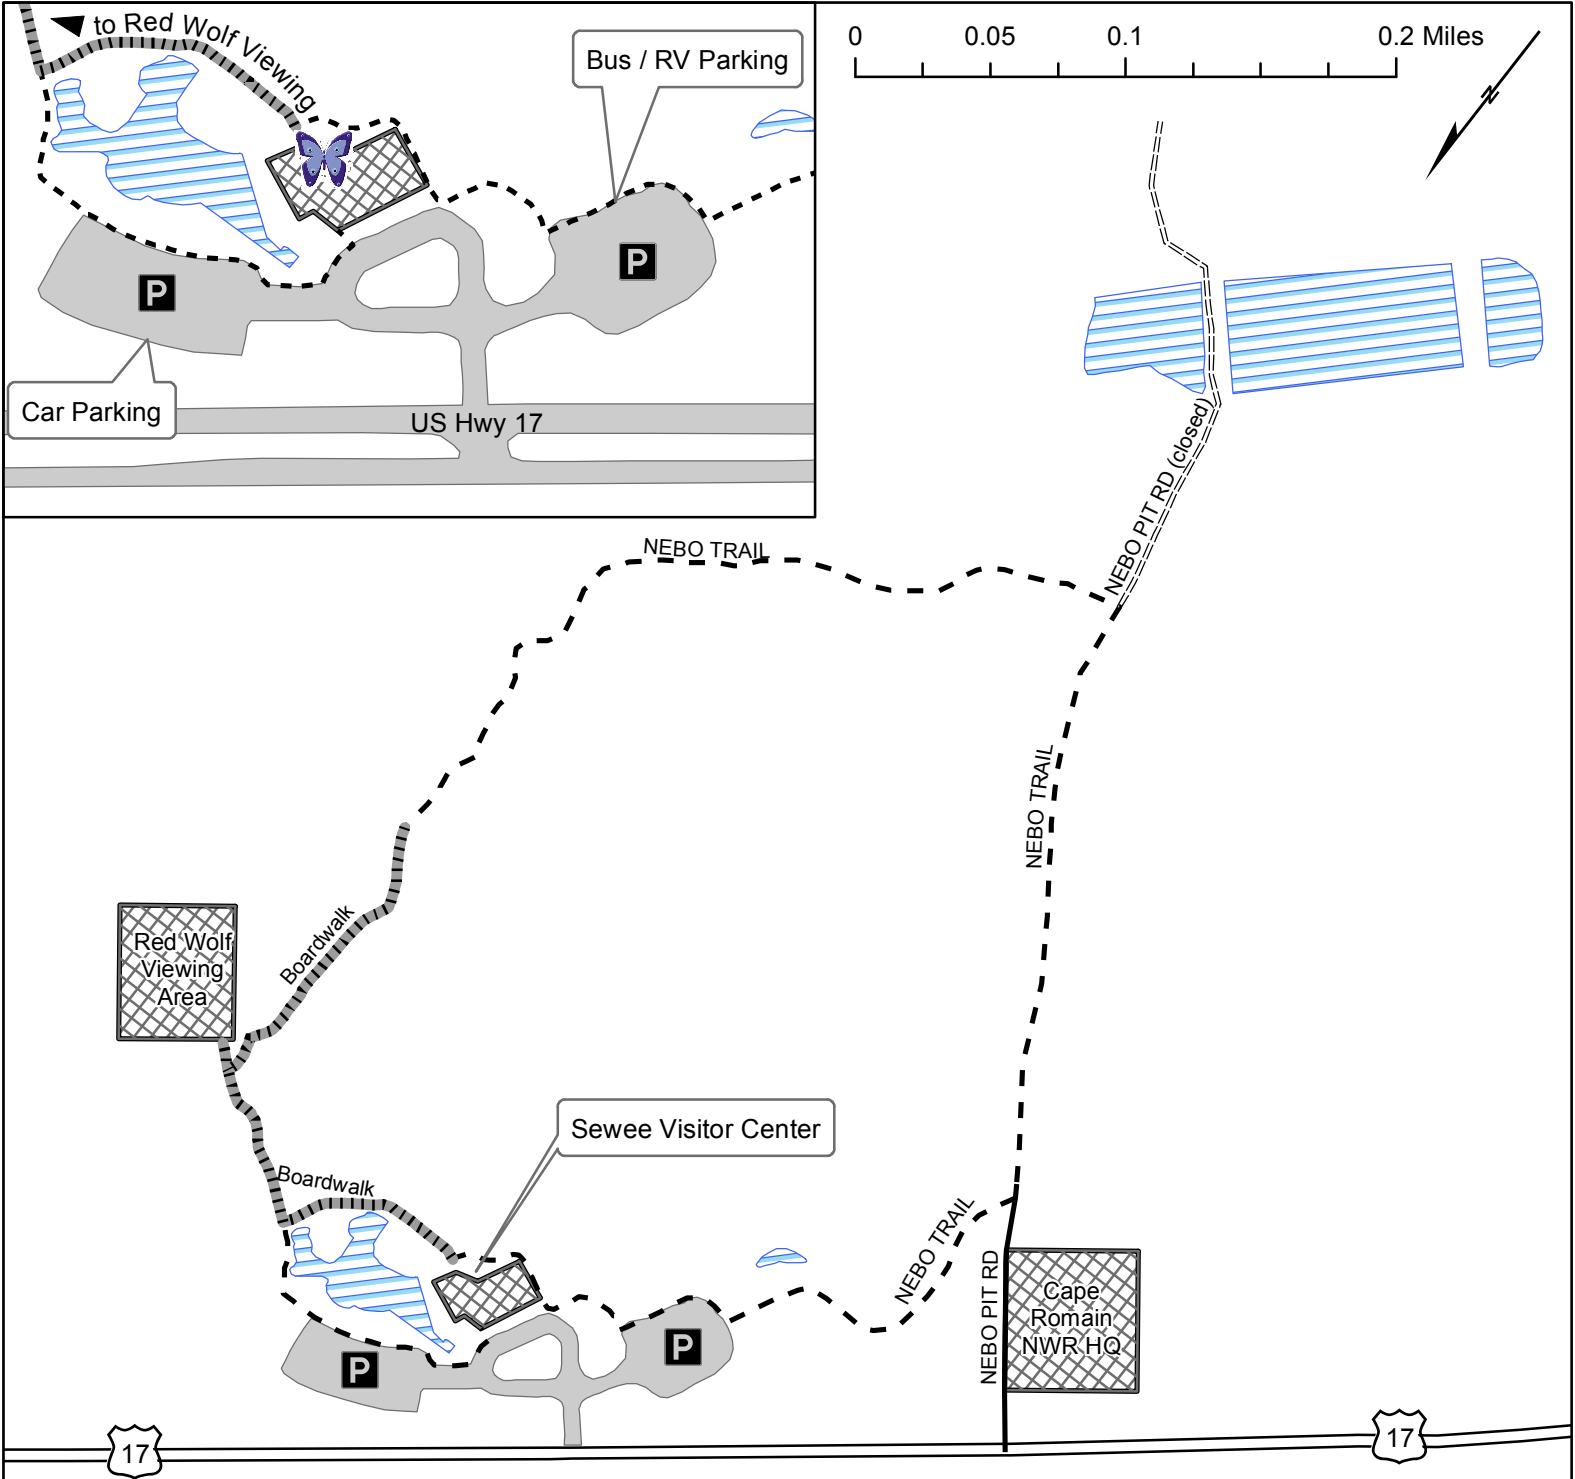 to Red Wolf Viewing
Bus / RV Parking
P
P
Car Parking
US Hwy 17
0 0.05 0.1 0.2 Miles
N
NEBO PIT RD (closed)
NEBO TRAIL
NEBO TRAIL
Boardwalk
Red Wolf
Viewing
Area
Sewee Visitor Center
Boardwalk
NEBO TRAIL
NEBO PIT RD
Cape
Romain
NWR HQ
P
P
17
17